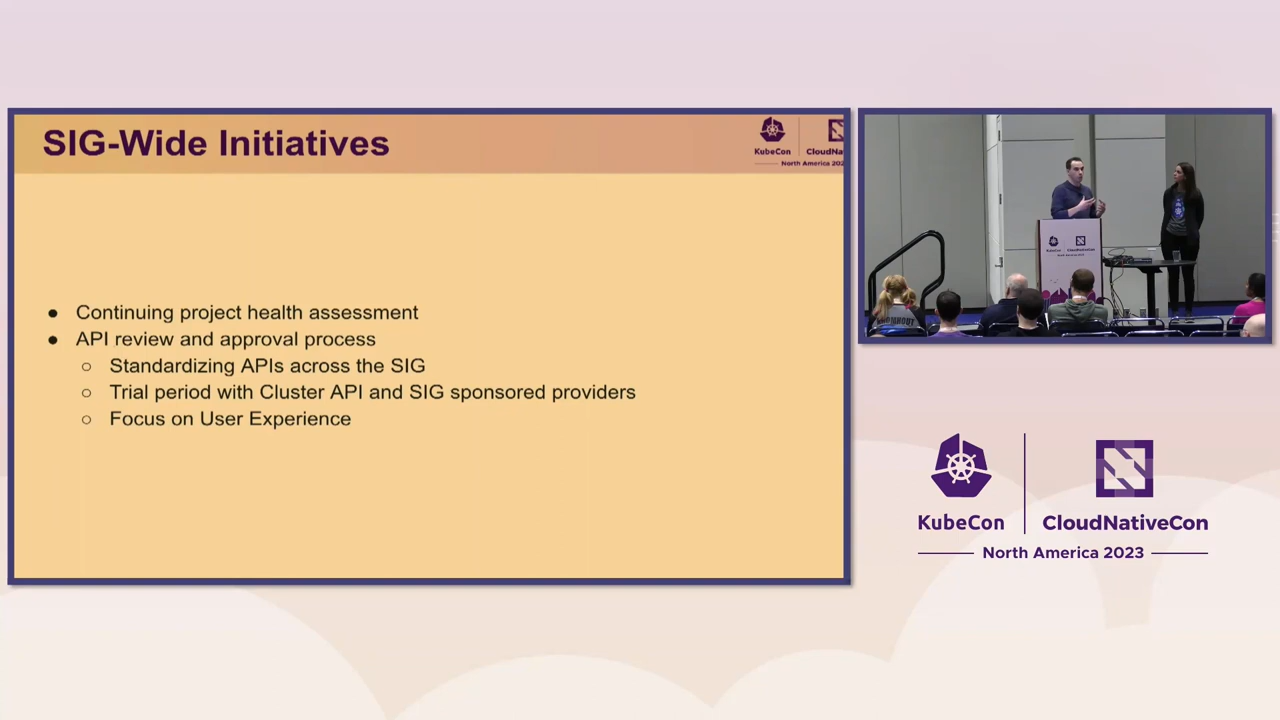 SIG-Wide Initiatives
KubeCon
CloudNa
North America 202
● Continuing project health assessment
● API review and approval process
○ Standardizing APIs across the SIG
○ Trial period with Cluster API and SIG sponsored providers
○ Focus on User Experience
KubeCon
CloudNativeCon
North America 2023